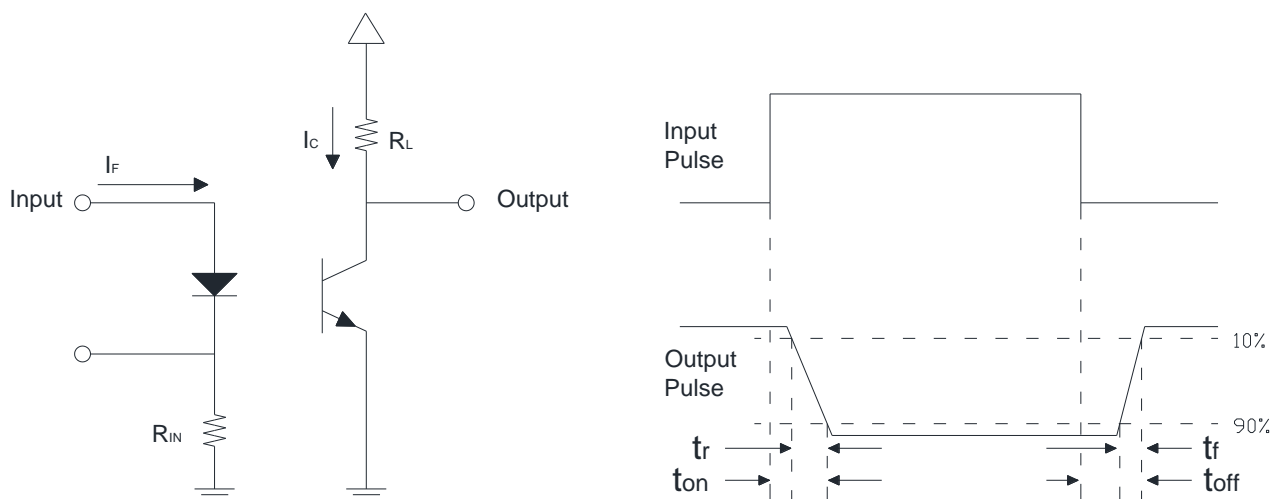 IC
RL
IF
Input
Output
RIN
Input
Pulse
10%
Output
Pulse
90%
tr
tf
ton
toff